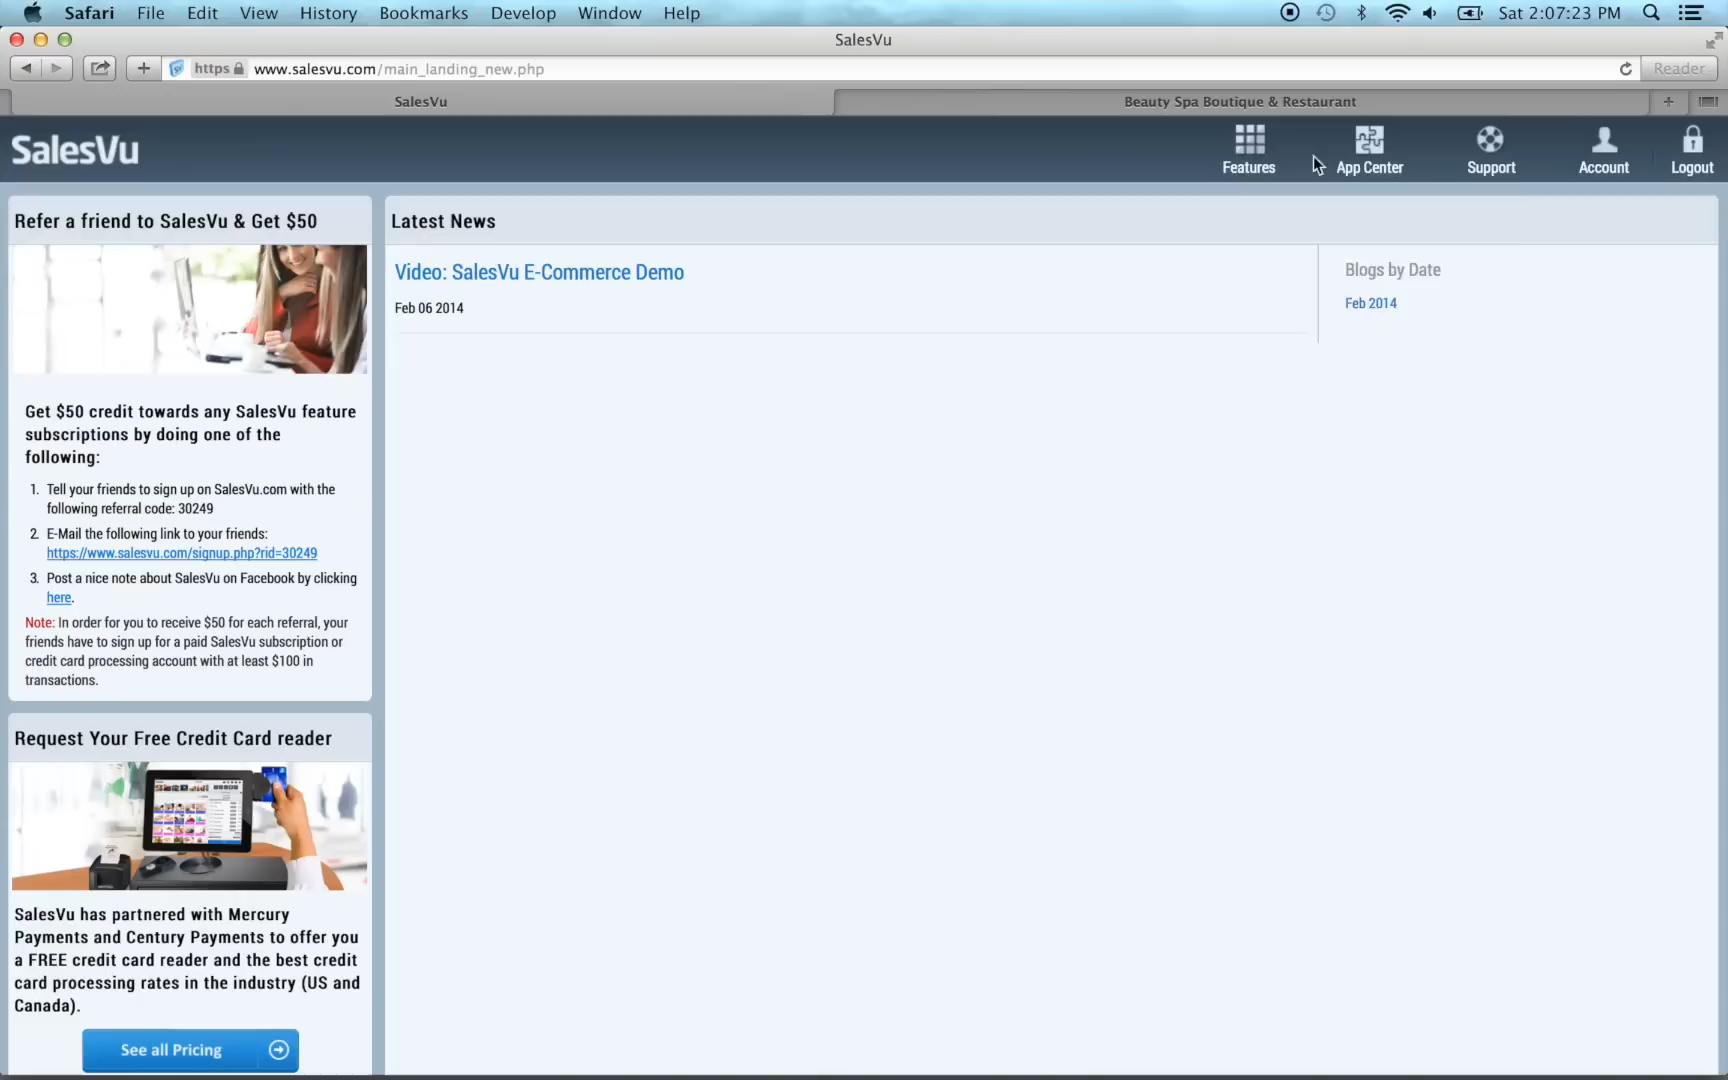 Safari File Edit View History Bookmarks Develop Window Help Sat 2:07:23 PM
SalesVu
https www.salesvu.com/main_landing_new.php Reader
SalesVu Beauty Spa Boutique & Restaurant
SalesVu
Features App Center Support Account Logout
Refer a friend to SalesVu & Get $50
Get $50 credit towards any SalesVu feature
subscriptions by doing one of the
following:
1. Tell your friends to sign up on SalesVu.com with the
following referral code: 30249
2. E-Mail the following link to your friends:
https://www.salesvu.com/signup.php?rid=30249
3. Post a nice note about SalesVu on Facebook by clicking
here.
Note: In order for you to receive $50 for each referral, your
friends have to sign up for a paid SalesVu subscription or
credit card processing account with at least $100 in
transactions.
Request Your Free Credit Card reader
SalesVu has partnered with Mercury
Payments and Century Payments to offer you
a FREE credit card reader and the best credit
card processing rates in the industry (US and
Canada).
See all Pricing
Latest News
Video: SalesVu E-Commerce Demo
Feb 06 2014
Blogs by Date
Feb 2014